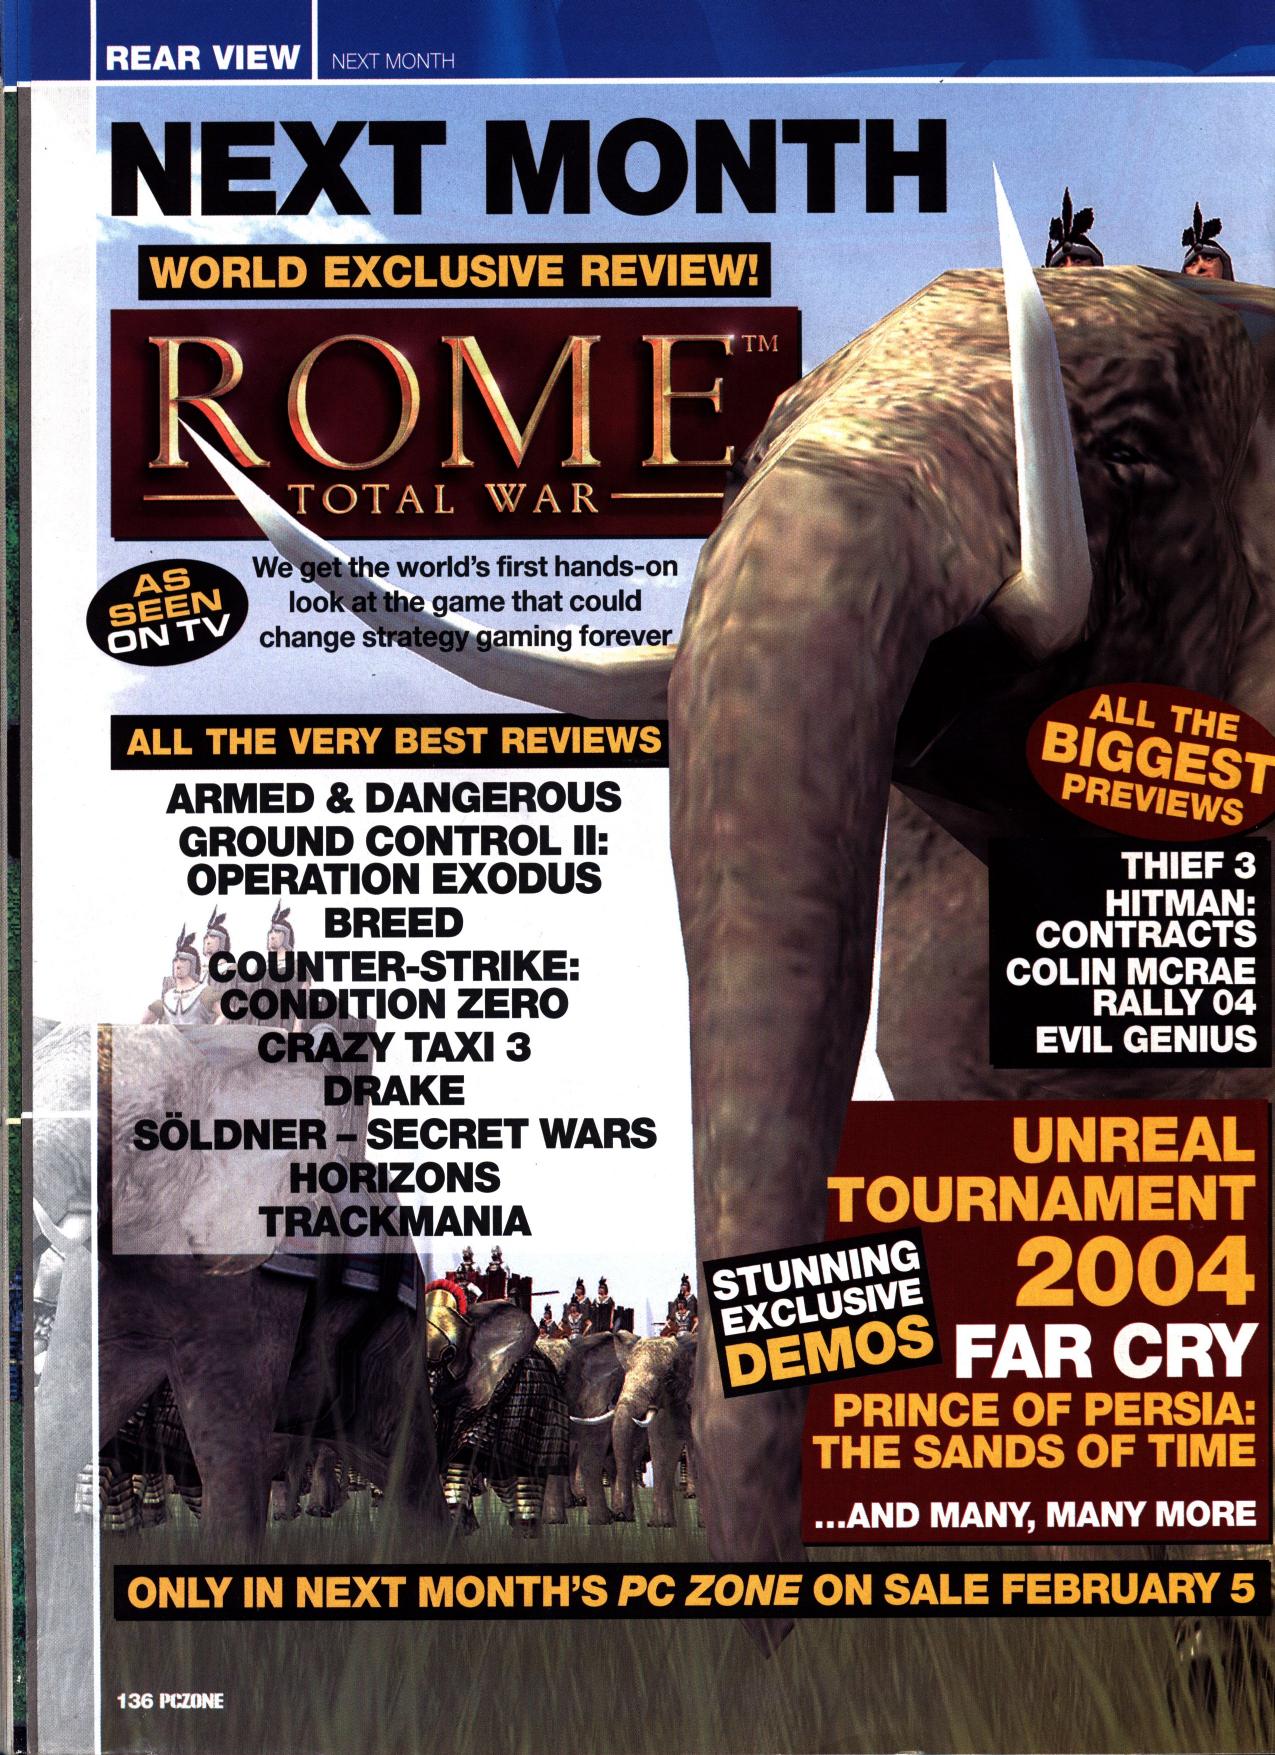 REAR VIEW
NEXT MONTH
NEXT MONTH
WORLD EXCLUSIVE REVIEW!
ROME™
TOTAL WAR
AS
SEEN
ON TV
We get the world's first hands-on
look at the game that could
change strategy gaming forever
ALL THE VERY BEST REVIEWS
ARMED & DANGEROUS
GROUND CONTROL II:
OPERATION EXODUS
BREED
COUNTER-STRIKE:
CONDITION ZERO
CRAZY TAXI 3
DRAKE
SÖLDNER – SECRET WARS
HORIZONS
TRACKMANIA
ALL THE
BIGGEST
PREVIEWS
THIEF 3
HITMAN:
CONTRACTS
COLIN MCRAE
RALLY 04
EVIL GENIUS
STUNNING
EXCLUSIVE
DEMOS
UNREAL
TOURNAMENT
2004
FAR CRY
PRINCE OF PERSIA:
THE SANDS OF TIME
...AND MANY, MANY MORE
ONLY IN NEXT MONTH'S PC ZONE ON SALE FEBRUARY 5
136 PCZONE